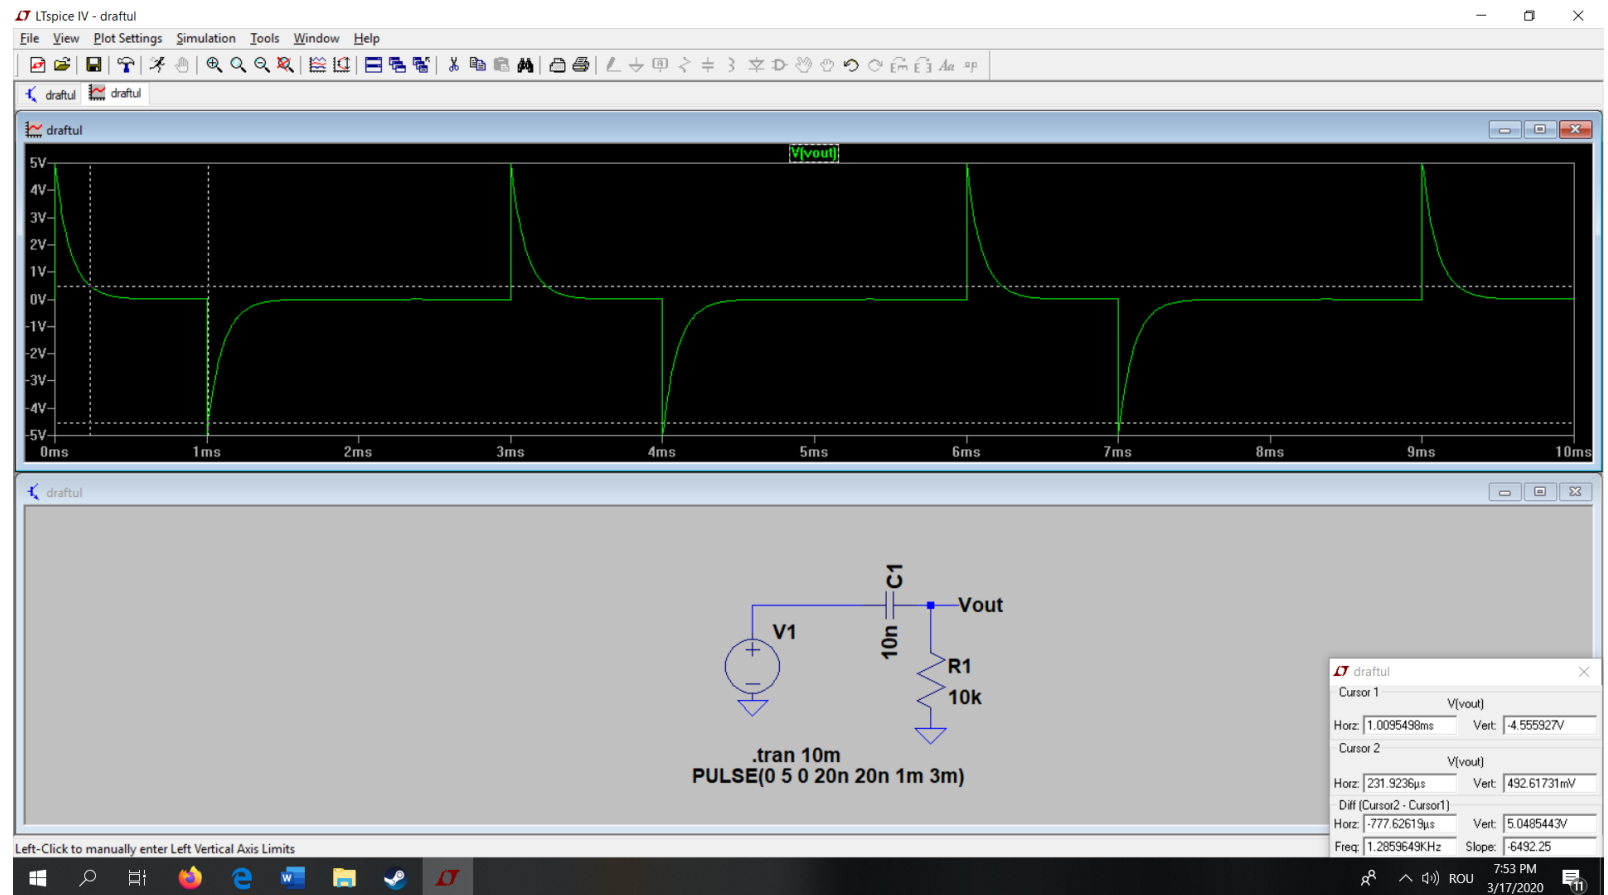 LTspice IV - draftul
File View Plot Settings Simulation Tools Window Help
draftul draftul
draftul
V(vout)
5V
4V
3V
2V
1V
0V
-1V
-2V
-3V
-4V
-5V
0ms 1ms 2ms 3ms 4ms 5ms 6ms 7ms 8ms 9ms 10ms
draftul
C1
Vout
V1
10n
R1
10k
.tran 10m
PULSE(0 5 0 20n 20n 1m 3m)
draftul
Cursor 1
V(vout)
Horz: 1.0095498ms Vert: -4.555927V
Cursor 2
V(vout)
Horz: 231.9236µs Vert: 492.61731mV
Diff (Cursor2 - Cursor1)
Horz: -777.62619µs Vert: 5.0485443V
Freq: 1.2859649KHz Slope: -6492.25
Left-Click to manually enter Left Vertical Axis Limits
ROU
7:53 PM
3/17/2020
11